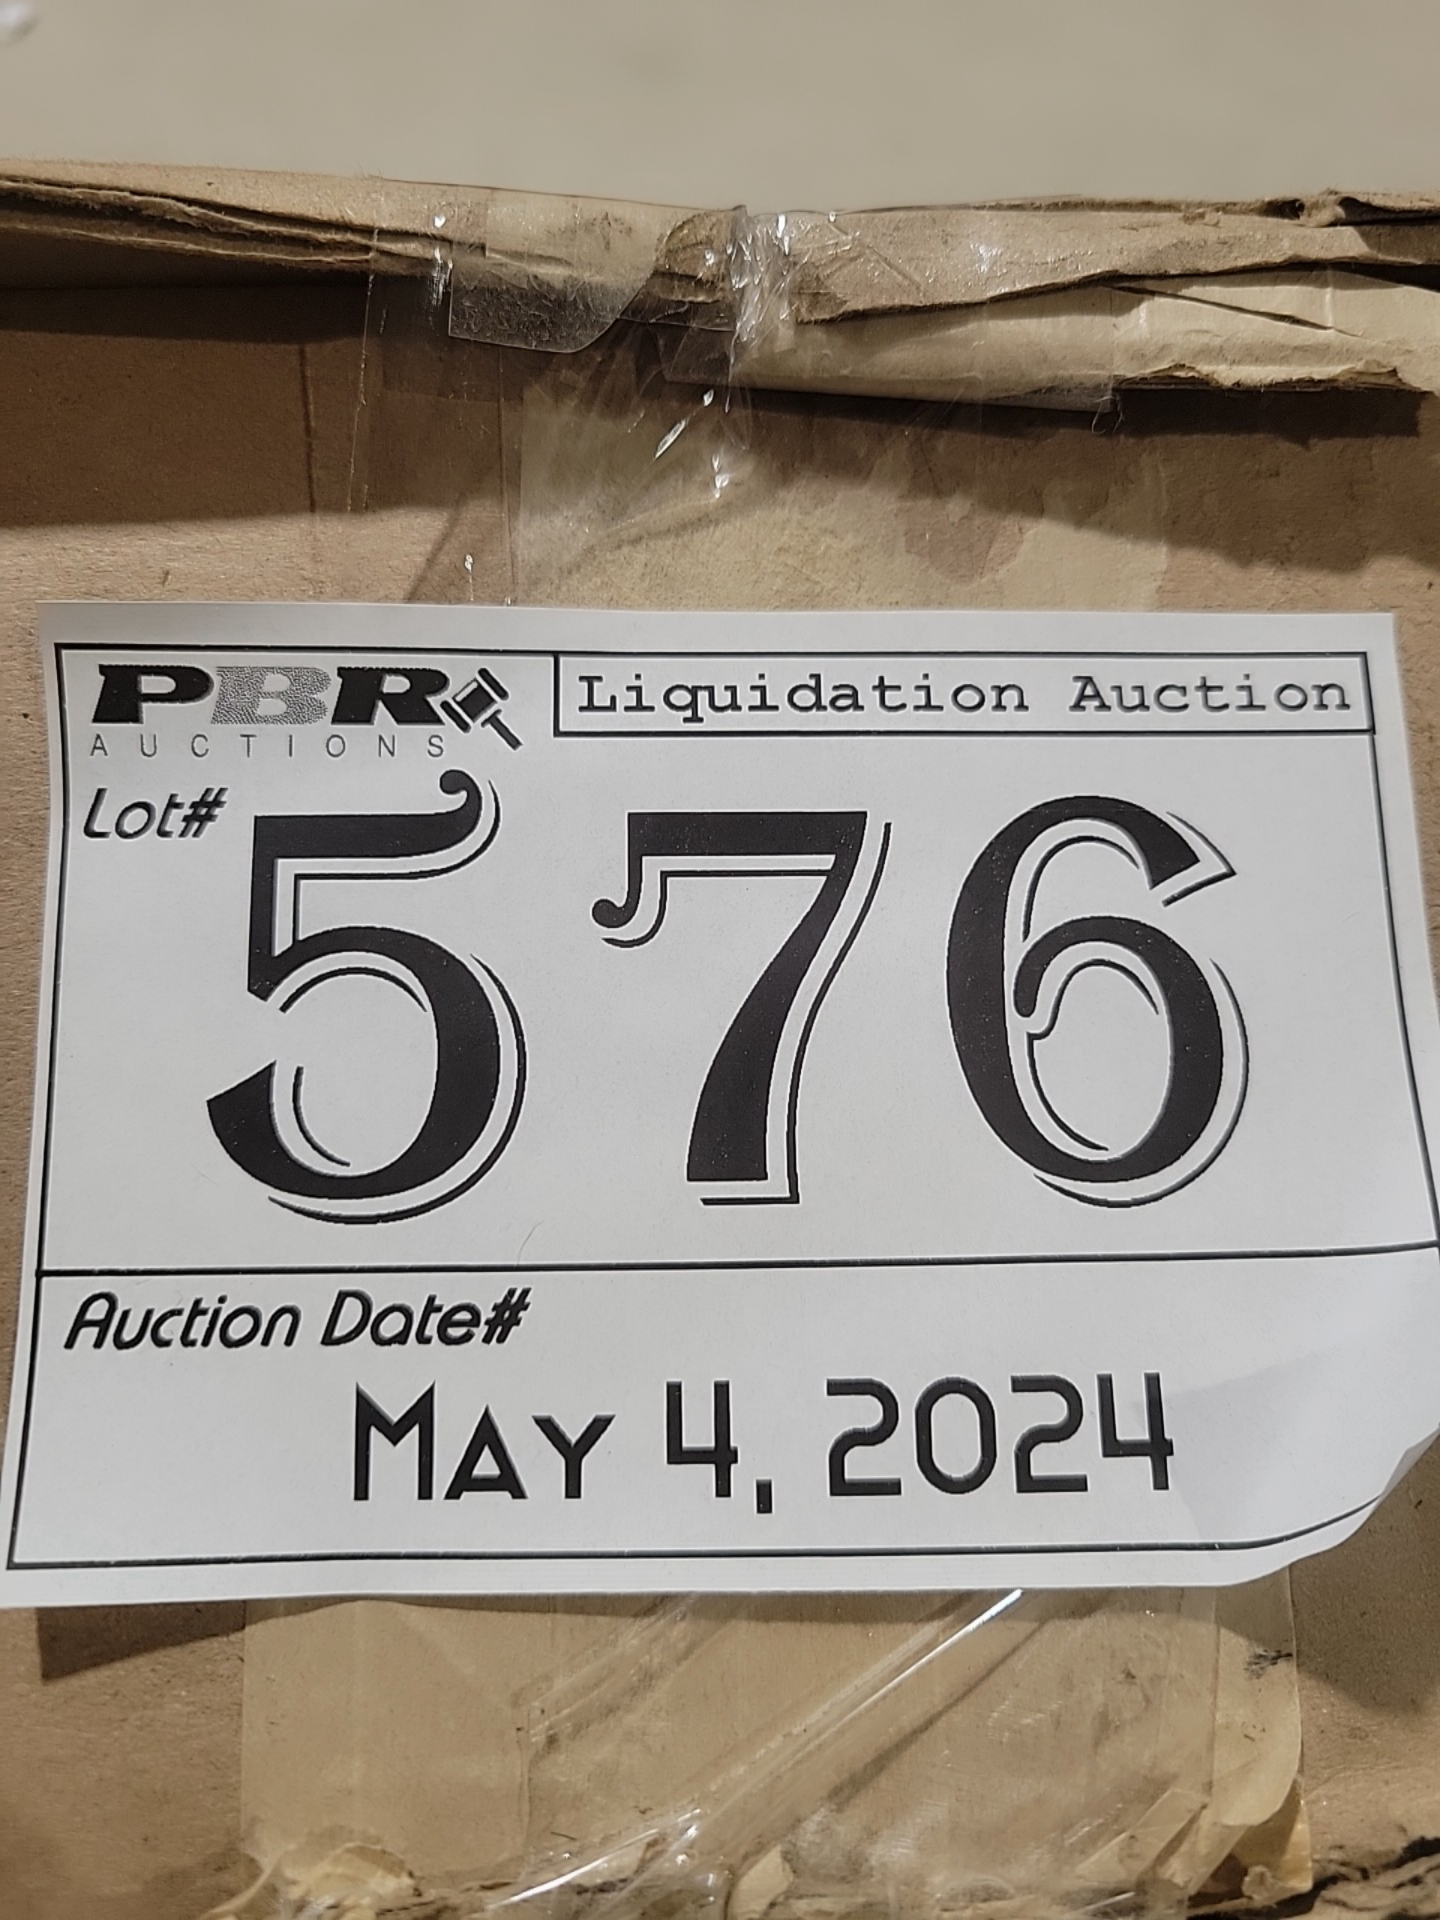 PBR
AUCTIONS
Liquidation Auction
Lot# 576
Auction Date#
May 4, 2024